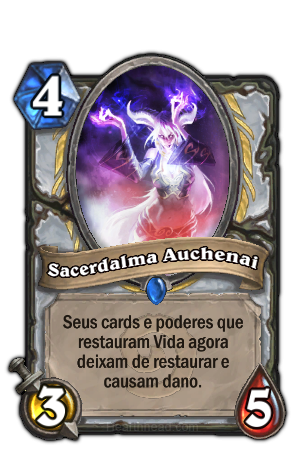 4
Sacerdalma Auchenai
Seus cards e poderes que
restauram Vida agora
deixam de restaurar e
causam dano.
3
5